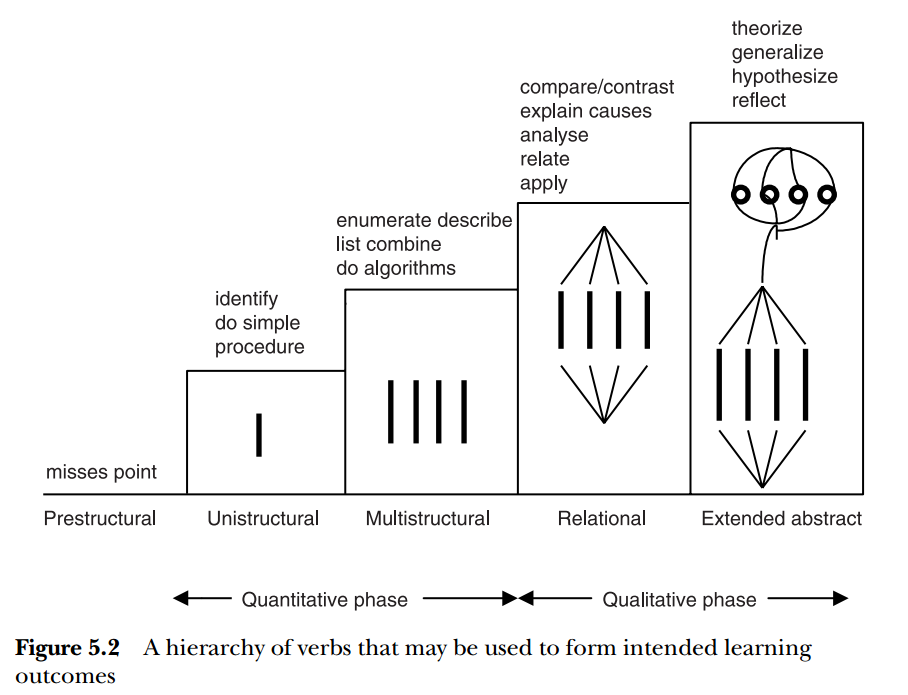 theorize
generalize
hypothesize
reflect
compare/contrast
explain causes
analyse
relate
apply
enumerate describe
list combine
do algorithms
identify
do simple
procedure
misses point
Prestructural
Unistructural
Multistructural
Relational
Extended abstract
Quantitative phase
Qualitative phase
Figure 5.2 A hierarchy of verbs that may be used to form intended learning
outcomes